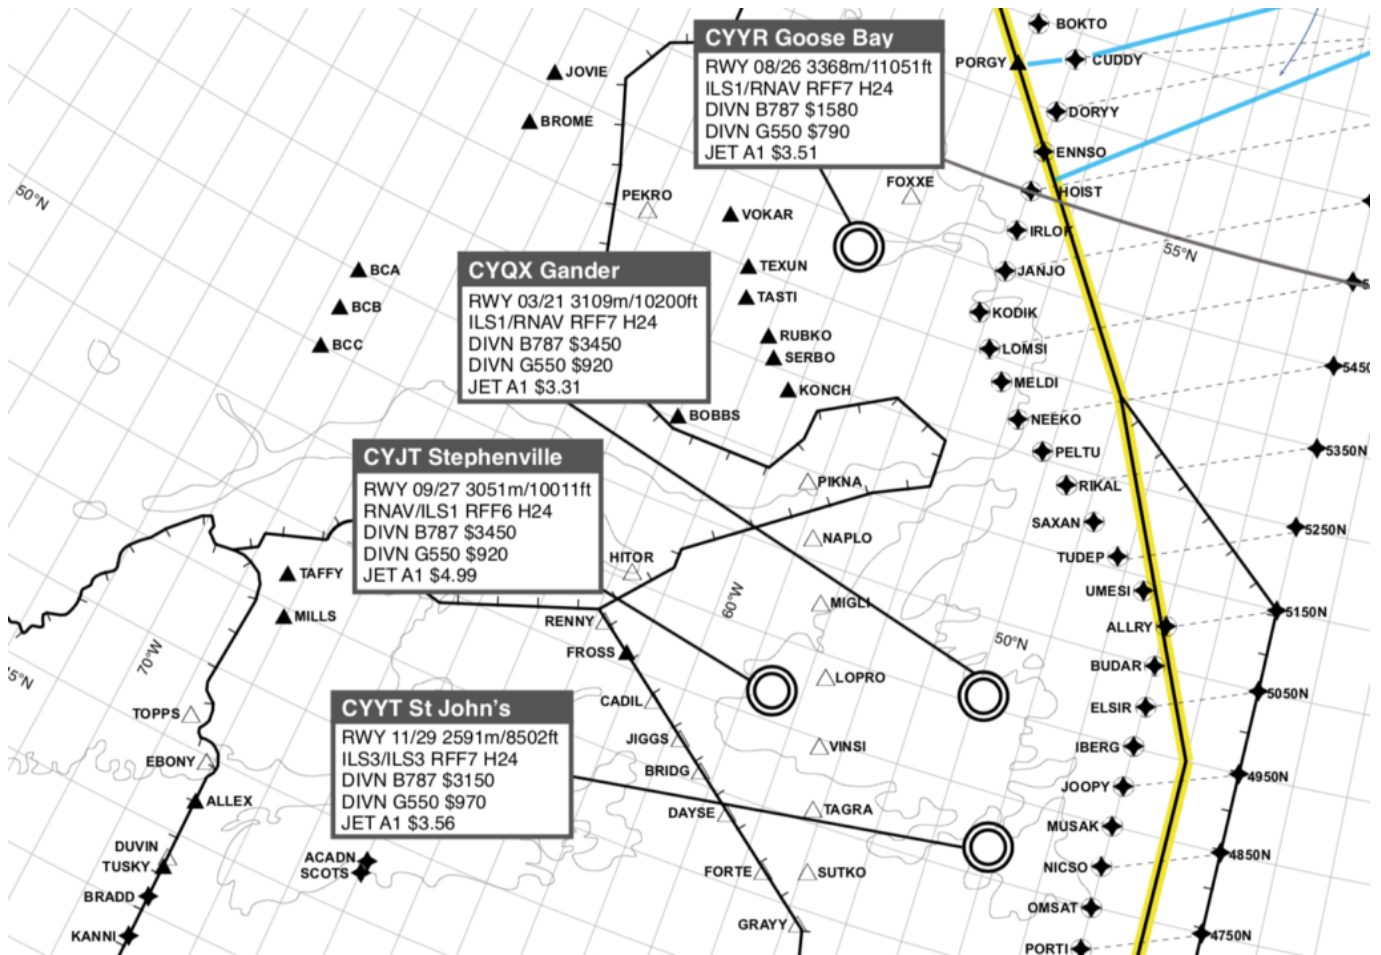 BOKTO
CYYR Goose Bay
RWY 08/26 3368m/11051ft
ILS1/RNAV RFF7 H24
DIVN B787 $1580
DIVN G550 $790
JET A1 $3.51
PORGY
CUDDY
JOVIE
BROME
DORYY
ENNSO
FOXXE
HOIST
PEKRO
VOKAR
50°N
IRLOK
55°N
CYQX Gander
RWY 03/21 3109m/10200ft
ILS1/RNAV RFF7 H24
DIVN B787 $3450
DIVN G550 $920
JET A1 $3.31
BCA
TEXUN
JANJO
TASTI
BCB
KODIK
RUBKO
BCC
SERBO
LOMSI
5450
MELDI
KONCH
BOBBS
NEEKO
CYJT Stephenville
RWY 09/27 3051m/10011ft
RNAV/ILS1 RFF6 H24
DIVN B787 $3450
DIVN G550 $920
JET A1 $4.99
PELTU
5350N
PIKNA
RIKAL
SAXAN
5250N
NAPLO
TUDEP
HITOR
TAFFY
UMESI
60°W
MIGLI
5150N
MILLS
RENNY
ALLRY
50°N
FROSS
70°W
BUDAR
5°N
LOPRO
5050N
CADIL
ELSIR
CYYT St John's
RWY 11/29 2591m/8502ft
ILS3/ILS3 RFF7 H24
DIVN B787 $3150
DIVN G550 $970
JET A1 $3.56
TOPPS
JIGGS
VINSI
IBERG
EBONY
BRIDG
4950N
JOOPY
ALLEX
DAYSE
TAGRA
MUSAK
DUVIN
TUSKY
ACADN
SCOTS
4850N
NICSO
FORTE
SUTKO
BRADD
OMSAT
GRAYY
KANNI
4750N
PORTI